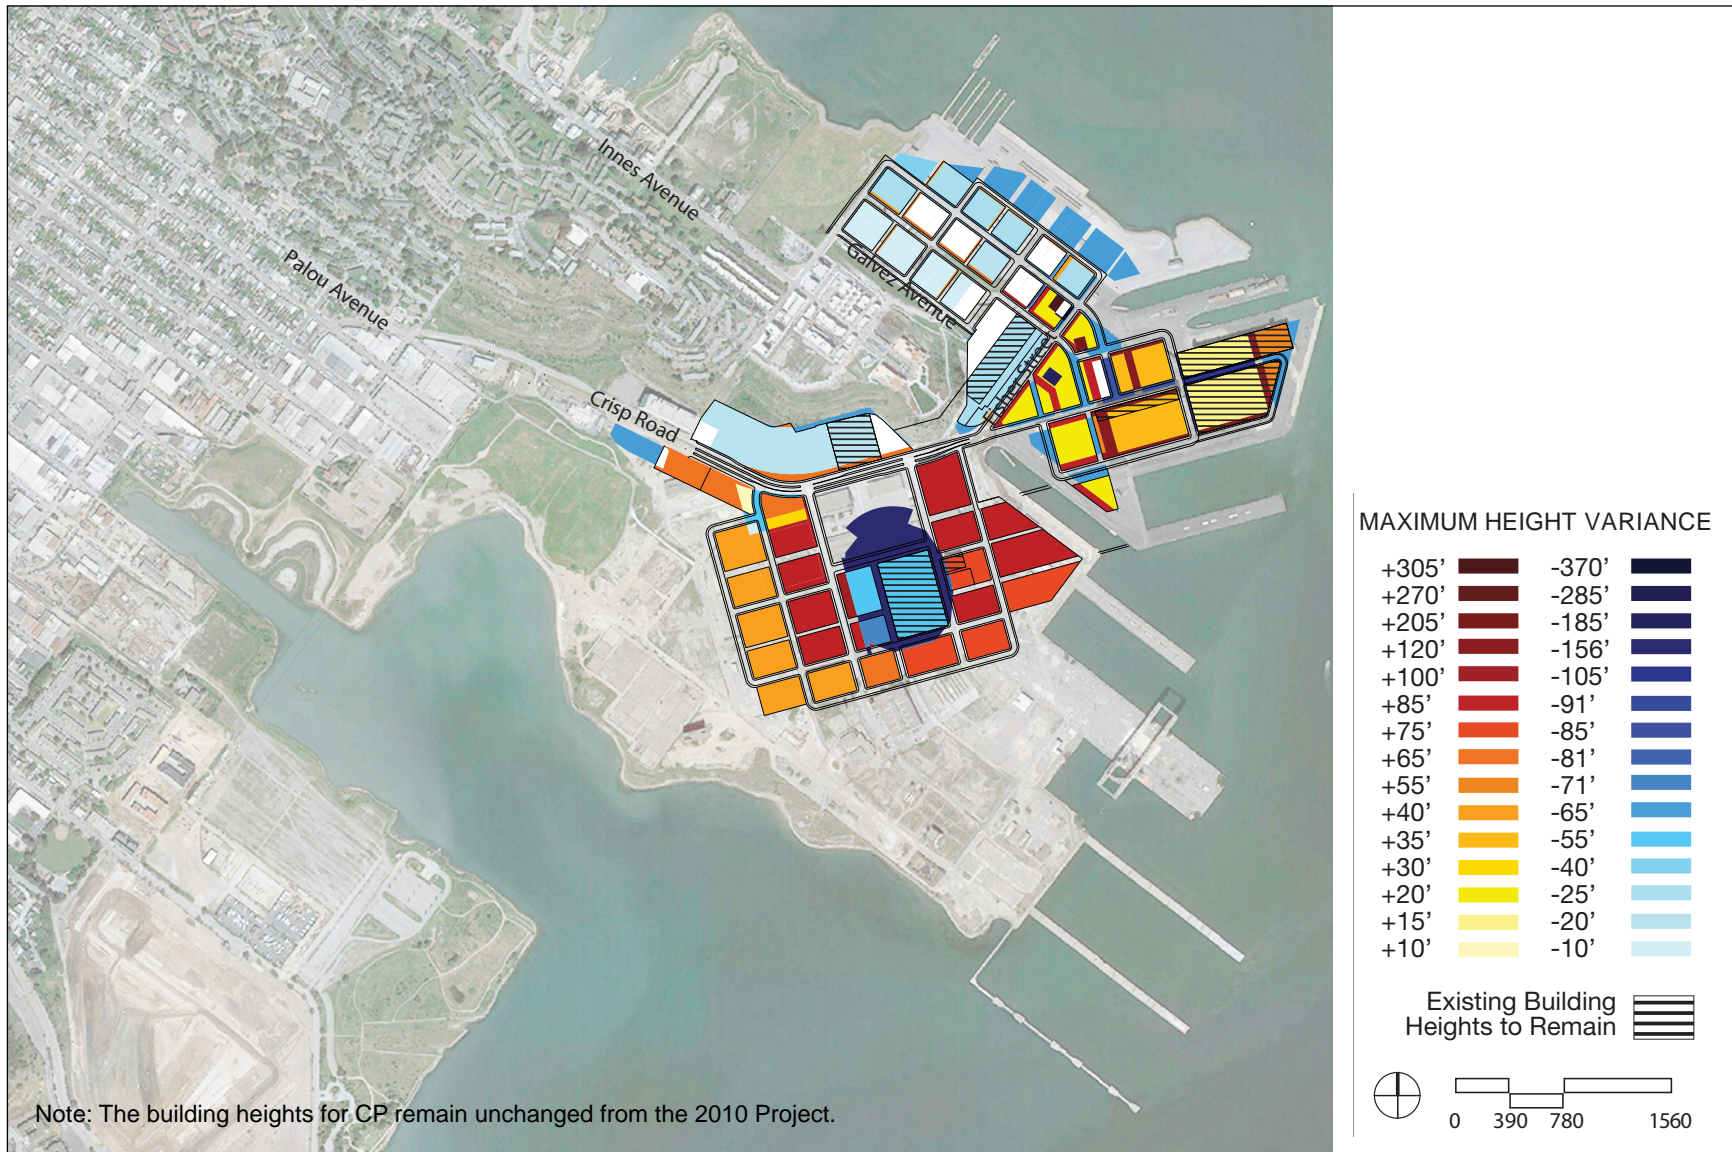 Innes Avenue
Palou Avenue
Galvez Avenue
Fisher Street
Crisp Road
MAXIMUM HEIGHT VARIANCE
+305' -370'
+270' -285'
+205' -185'
+120' -156'
+100' -105'
+85' -91'
+75' -85'
+65' -81'
+55' -71'
+40' -65'
+35' -55'
+30' -40'
+20' -25'
+15' -20'
+10' -10'
Existing Building
Heights to Remain
0 390 780 1560
Note: The building heights for CP remain unchanged from the 2010 Project.